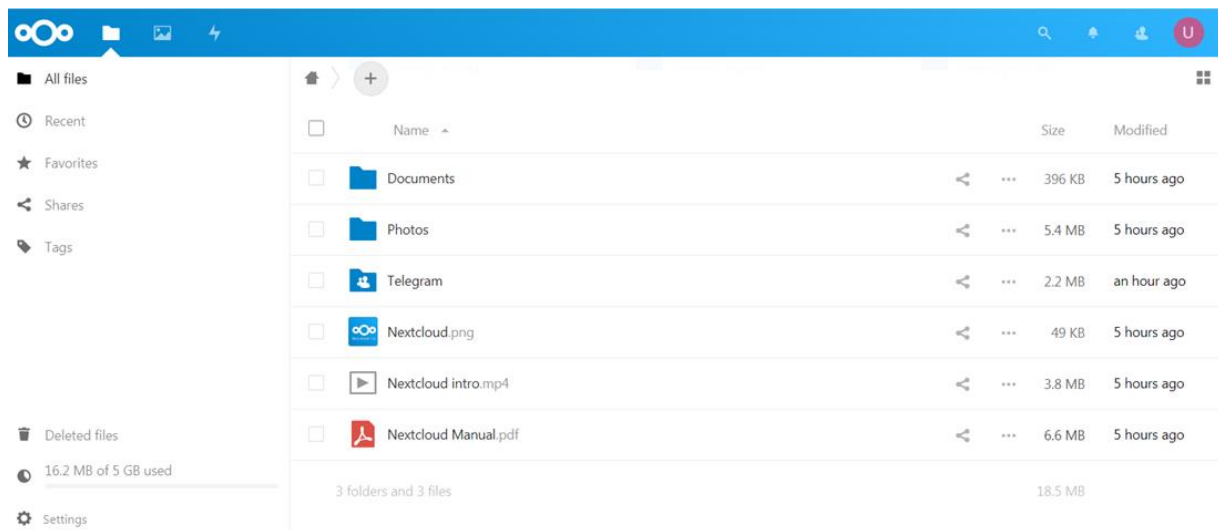 U
All files
Recent
Favorites
Shares
Tags
Deleted files
16.2 MB of 5 GB used
Settings
Name Size Modified
Documents 396 KB 5 hours ago
Photos 5.4 MB 5 hours ago
Telegram 2.2 MB an hour ago
Nextcloud.png 49 KB 5 hours ago
Nextcloud intro.mp4 3.8 MB 5 hours ago
Nextcloud Manual.pdf 6.6 MB 5 hours ago
3 folders and 3 files 18.5 MB